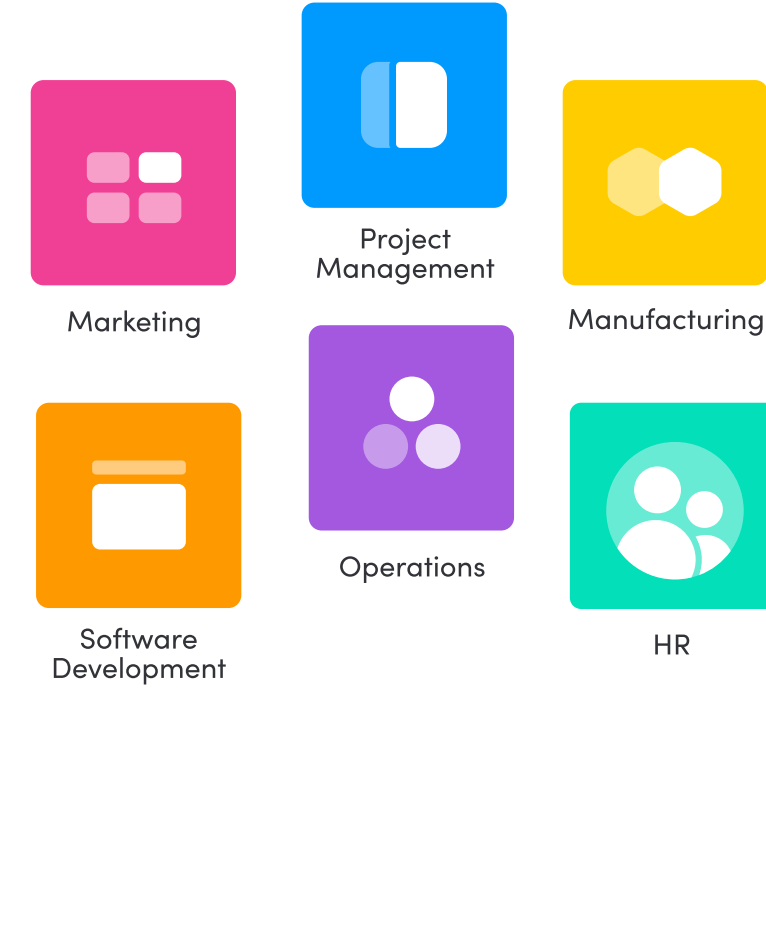 Project
Management
Marketing
Manufacturing
Operations
Software
Development
HR